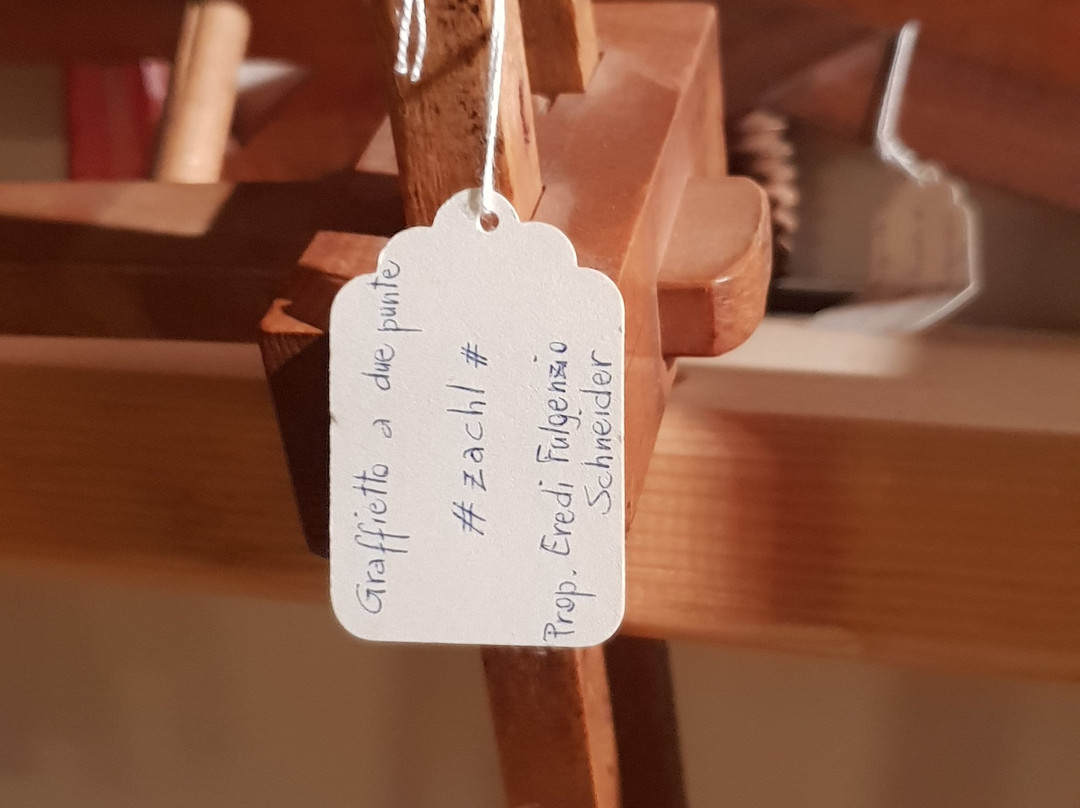 Graffietto a due punte
# zachl #
Prop. Eredi Fulgenzio
Schneider